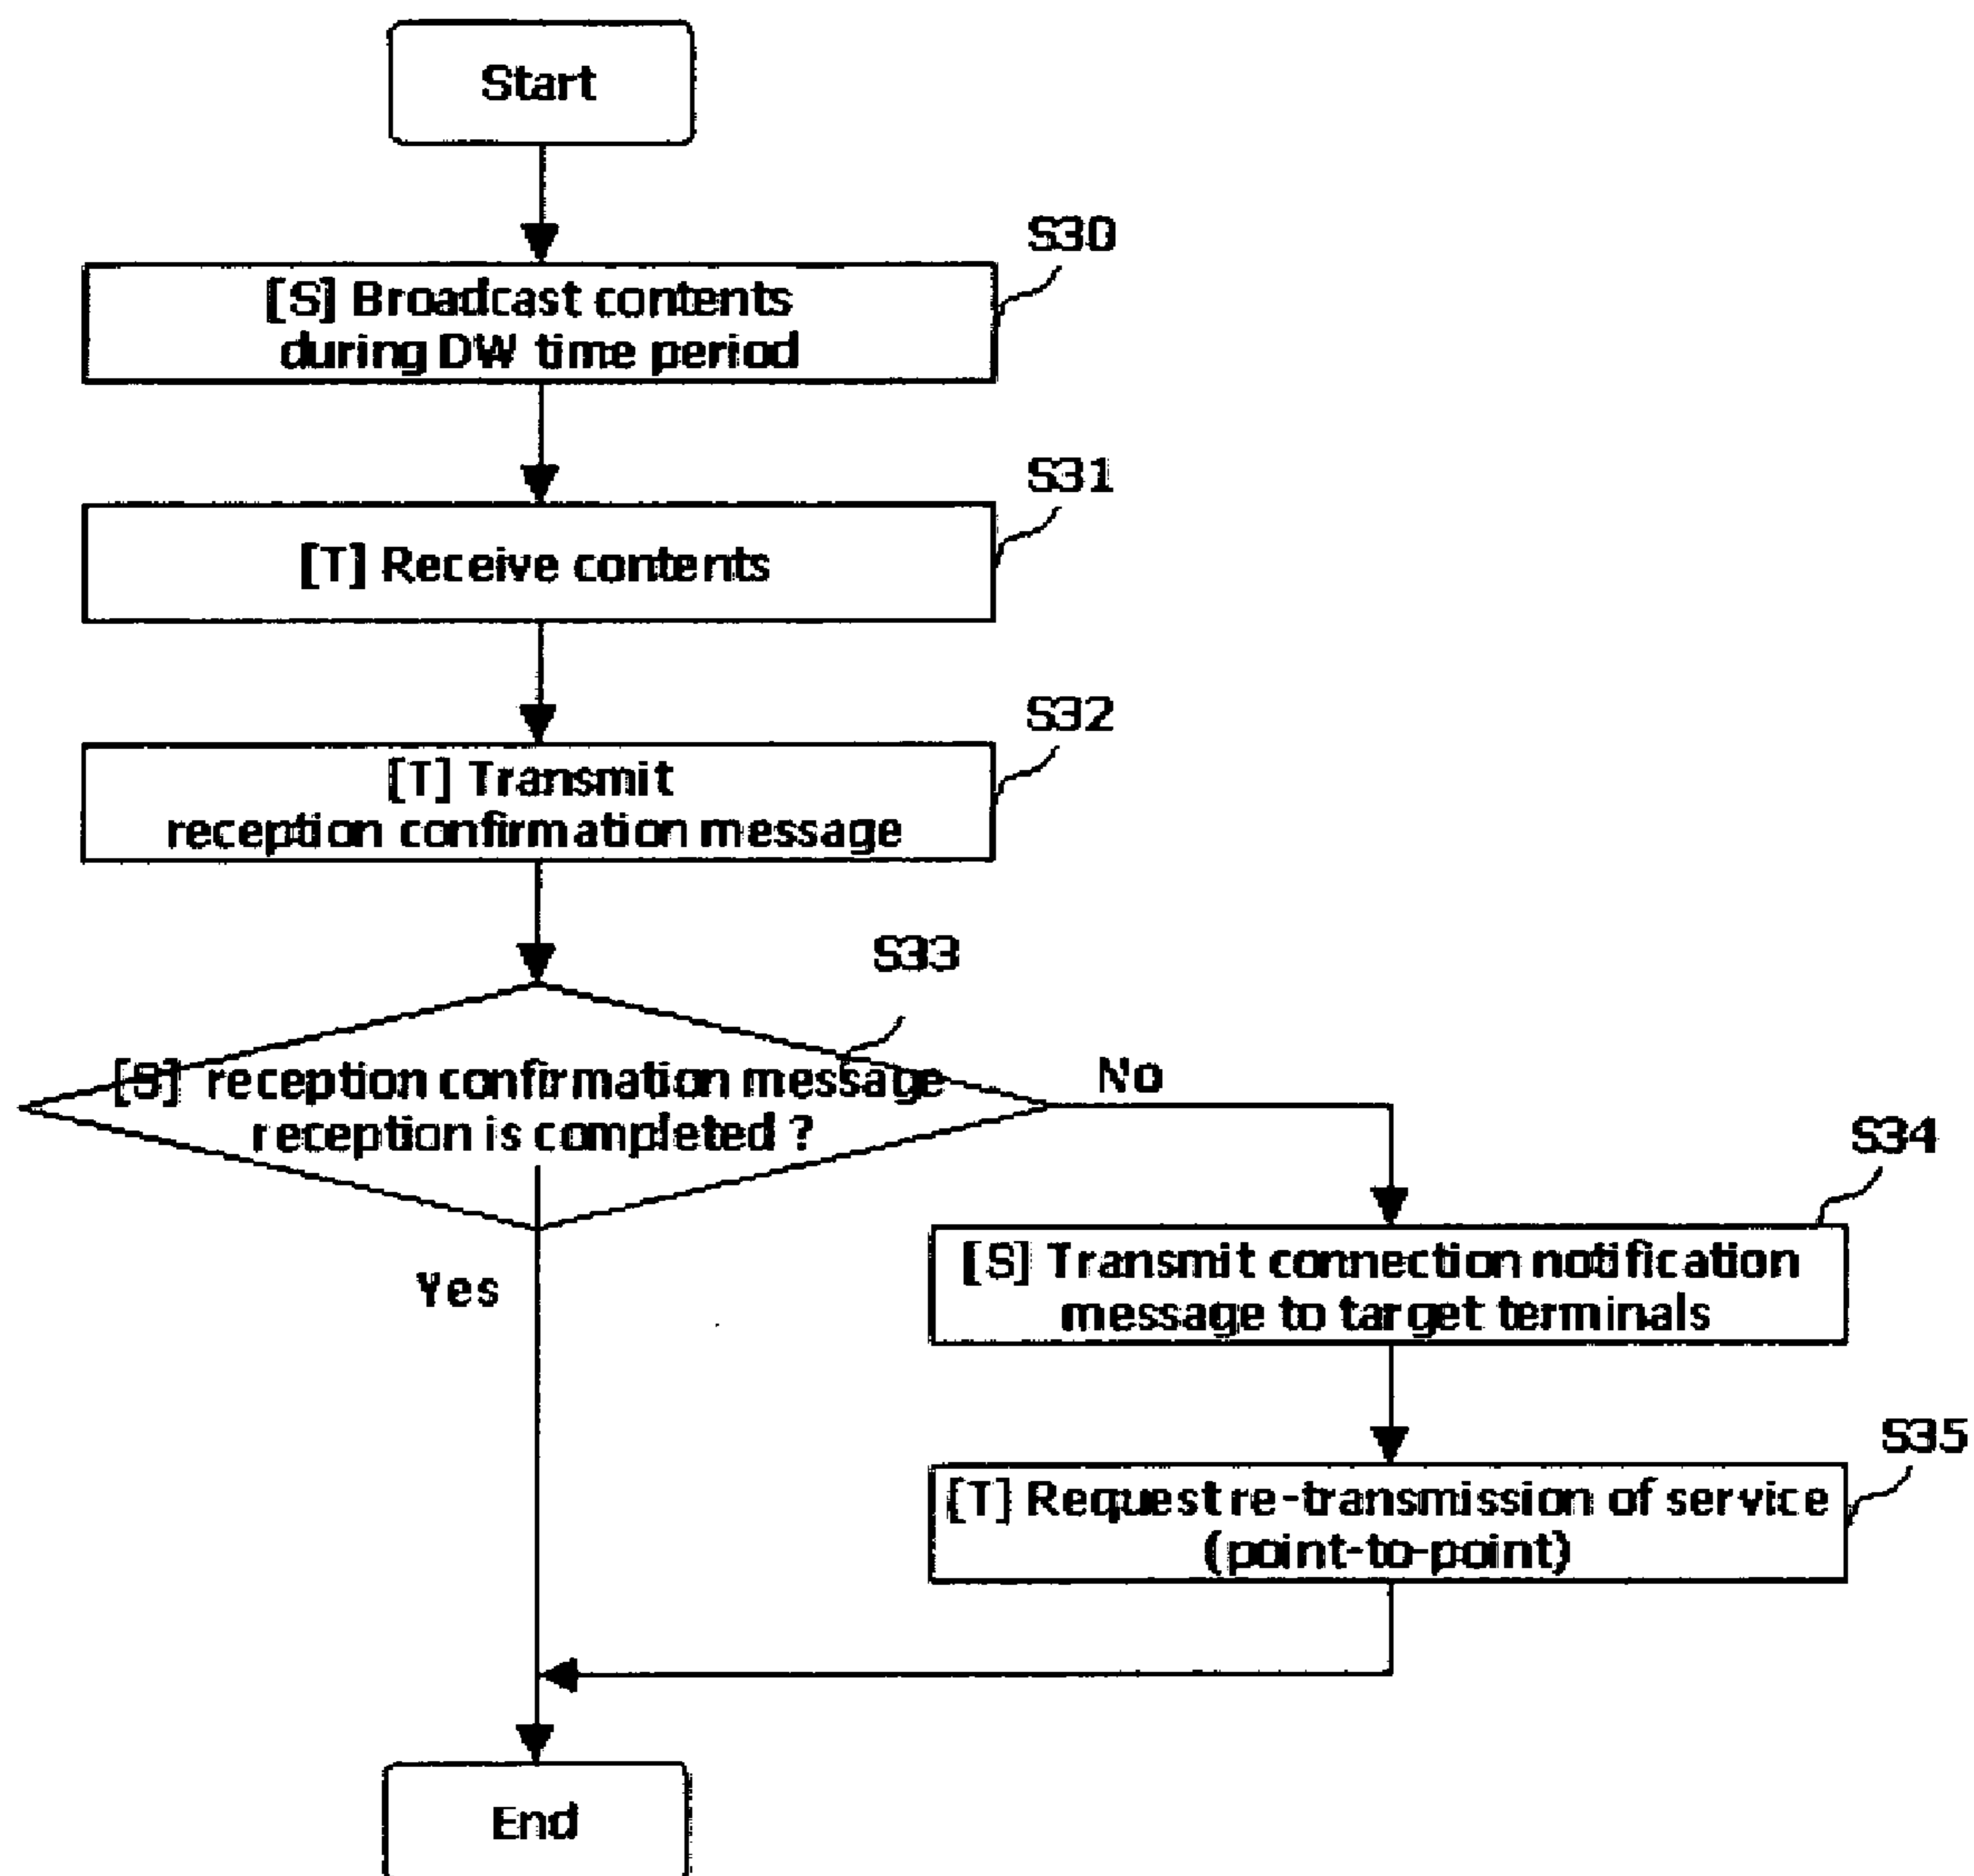 Start
S30
[S] Broadcast contents
during DW time period
S31
[T] Receive contents
S32
[T] Transmit
reception confirmation message
S33
[S] reception confirmation message
reception is completed ?
No
Yes
S34
[S] Transmit connection notification
message to target terminals
S35
[T] Request re-transmission of service
(point-to-point)
End